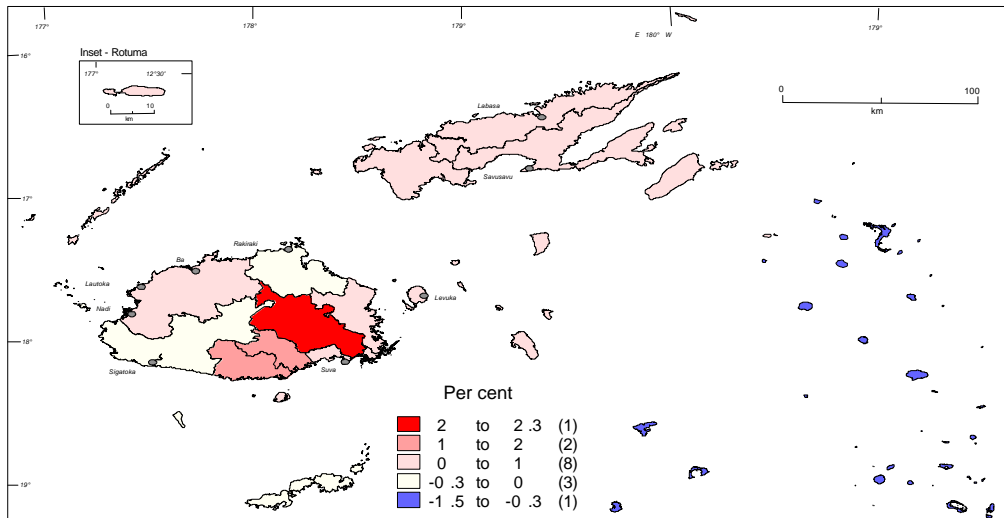 177°
178°
179°
E 180° W
179°
16°
Inset - Rotuma
177°
12°30'
0 10
km
0 100
km
Labasa
Savusavu
17°
Rakiraki
Ba
Lautoka
Levuka
Nadi
18°
Sigatoka
Suva
Per cent
2 to 2 .3 (1)
1 to 2 (2)
0 to 1 (8)
-0 .3 to 0 (3)
-1 .5 to -0 .3 (1)
19°